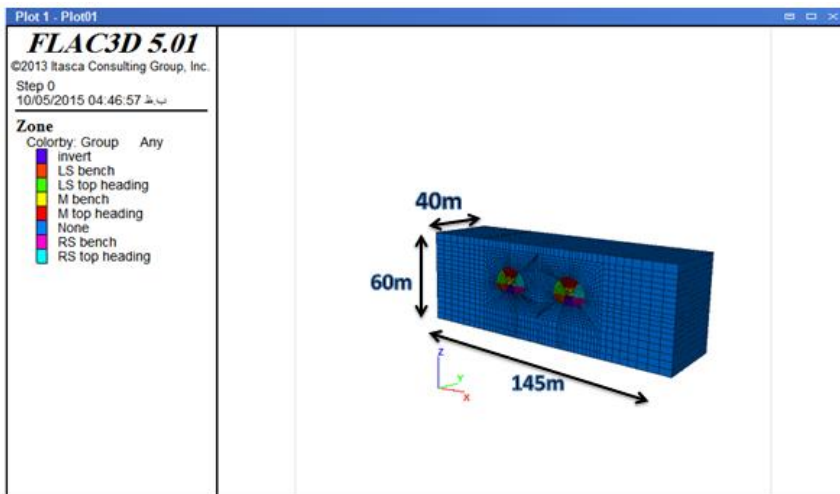 Plot 1 - Plot01
FLAC3D 5.01
©2013 Itasca Consulting Group, Inc.
Step 0
10/05/2015 04:46:57 ب.ظ
Zone
Colorby: Group Any
invert
LS bench
LS top heading
M bench
M top heading
None
RS bench
RS top heading
40m
60m
145m
Z
Y
X